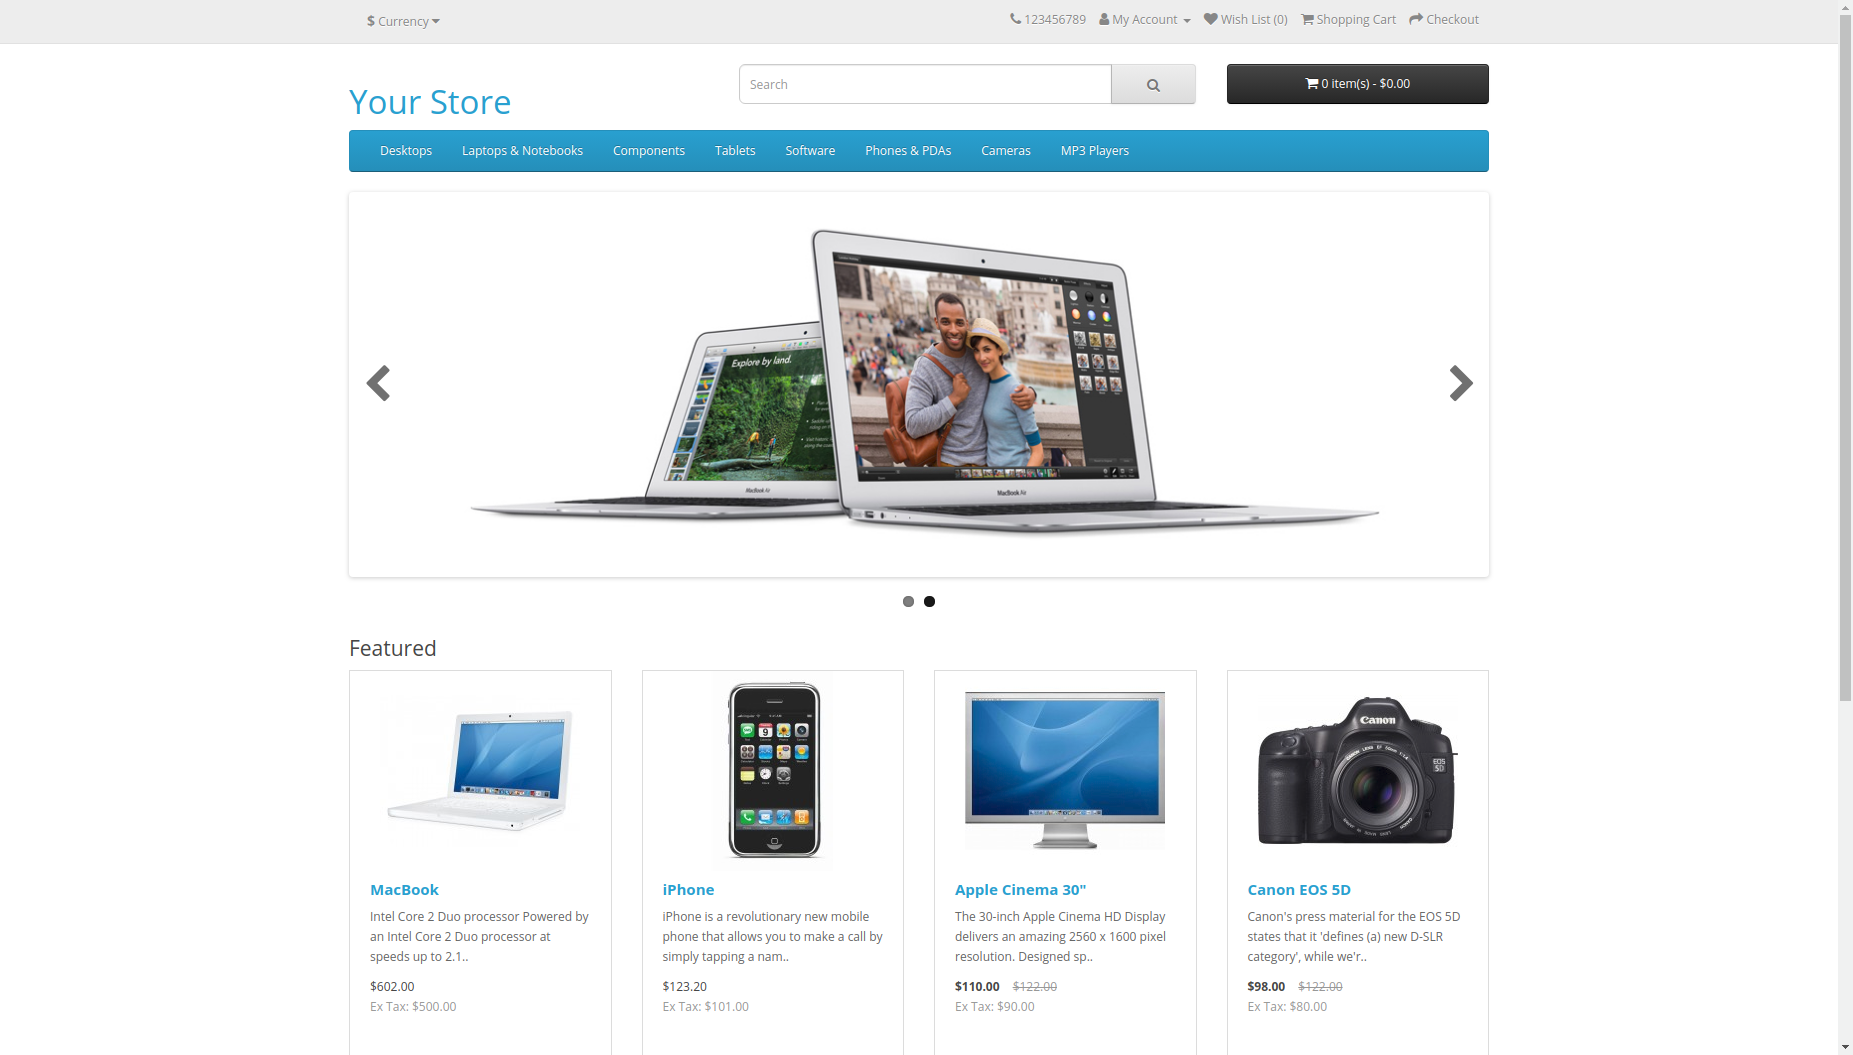 $ Currency
123456789 My Account Wish List (0) Shopping Cart Checkout
Your Store
Search
0 item(s) - $0.00
Desktops Laptops & Notebooks Components Tablets Software Phones & PDAs Cameras MP3 Players
Explore by land.
MacBook Air
MacBook Air
Featured
Canon
EOS
5D
MacBook
Intel Core 2 Duo processor Powered by
an Intel Core 2 Duo processor at
speeds up to 2.1..
$602.00
Ex Tax: $500.00
iPhone
iPhone is a revolutionary new mobile
phone that allows you to make a call by
simply tapping a nam..
$123.20
Ex Tax: $101.00
Apple Cinema 30"
The 30-inch Apple Cinema HD Display
delivers an amazing 2560 x 1600 pixel
resolution. Designed sp..
$110.00 $122.00
Ex Tax: $90.00
Canon EOS 5D
Canon's press material for the EOS 5D
states that it 'defines (a) new D-SLR
category', while we'r..
$98.00 $122.00
Ex Tax: $80.00